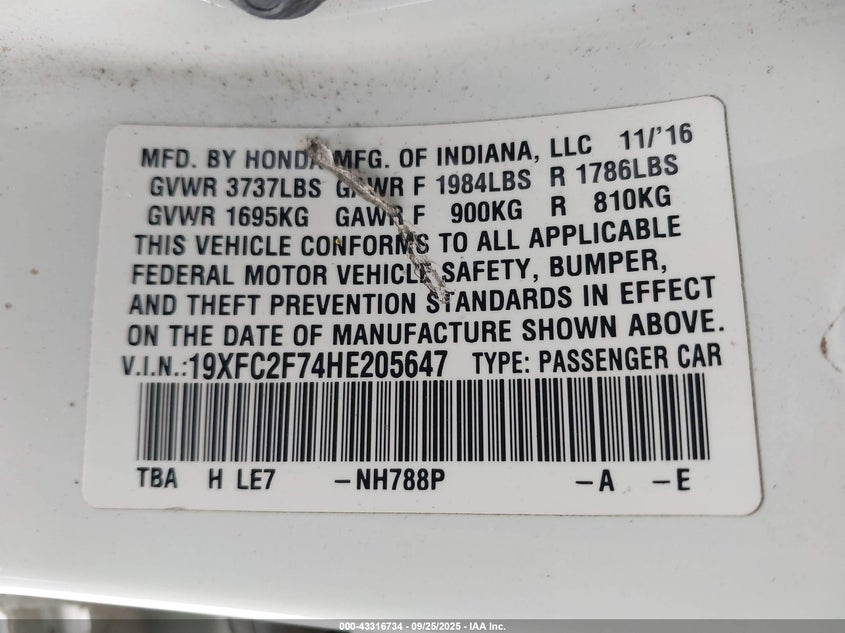 MFD. BY HONDA MFG. OF INDIANA, LLC 11/'16
GVWR 3737LBS GAWR F 1984LBS R 1786LBS
GVWR 1695KG GAWR F 900KG R 810KG
THIS VEHICLE CONFORMS TO ALL APPLICABLE
FEDERAL MOTOR VEHICLE SAFETY, BUMPER,
AND THEFT PREVENTION STANDARDS IN EFFECT
ON THE DATE OF MANUFACTURE SHOWN ABOVE.
V.I.N.:19XFC2F74HE205647 TYPE: PASSENGER CAR
TBA H LE7 -NH788P -A -E
000-43316734 - 09/25/2025 - IAA Inc.